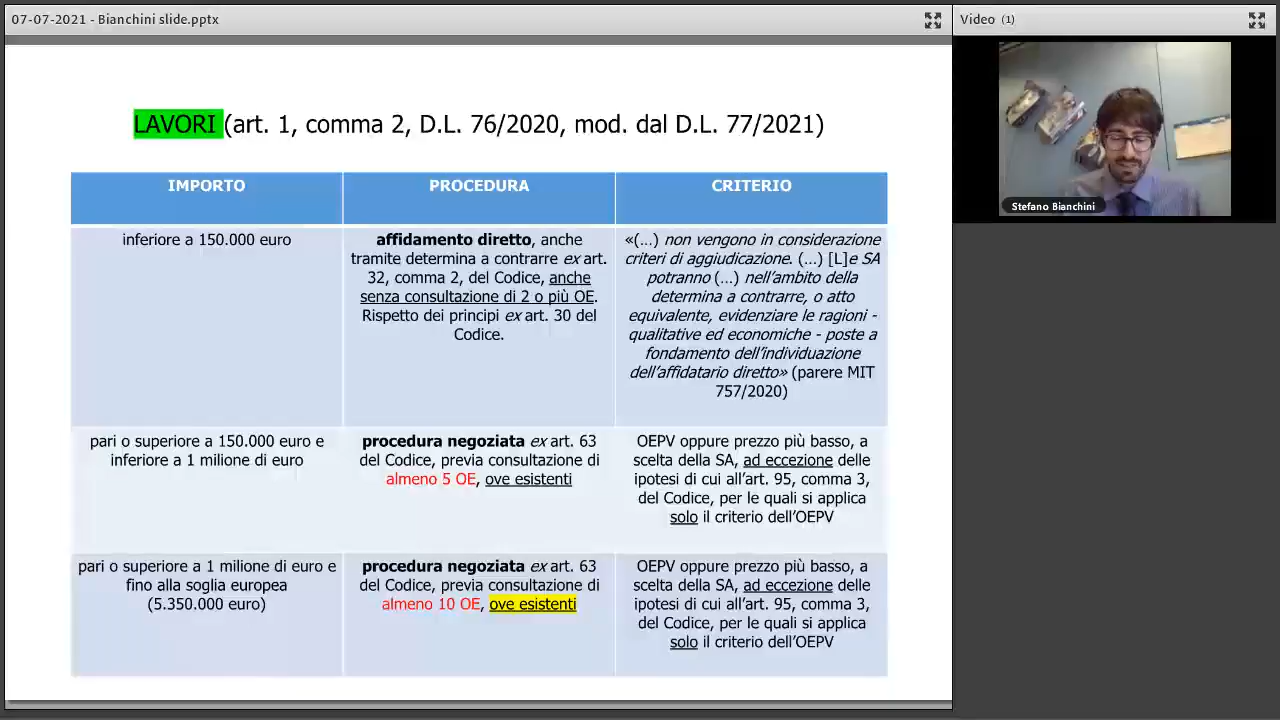 07-07-2021 - Bianchini slide.pptx
Video (1)
Stefano Bianchini
LAVORI (art. 1, comma 2, D.L. 76/2020, mod. dal D.L. 77/2021)
IMPORTO
PROCEDURA
CRITERIO
inferiore a 150.000 euro
affidamento diretto, anche
tramite determina a contrarre ex art.
32, comma 2, del Codice, anche
senza consultazione di 2 o più OE.
Rispetto dei principi ex art. 30 del
Codice.
«(…) non vengono in considerazione
criteri di aggiudicazione. (…) [L]e SA
potranno (…) nell’ambito della
determina a contrarre, o atto
equivalente, evidenziare le ragioni -
qualitative ed economiche - poste a
fondamento dell’individuazione
dell’affidatario diretto» (parere MIT
757/2020)
pari o superiore a 150.000 euro e
inferiore a 1 milione di euro
procedura negoziata ex art. 63
del Codice, previa consultazione di
almeno 5 OE, ove esistenti
OEPV oppure prezzo più basso, a
scelta della SA, ad eccezione delle
ipotesi di cui all’art. 95, comma 3,
del Codice, per le quali si applica
solo il criterio dell’OEPV
pari o superiore a 1 milione di euro e
fino alla soglia europea
(5.350.000 euro)
procedura negoziata ex art. 63
del Codice, previa consultazione di
almeno 10 OE, ove esistenti
OEPV oppure prezzo più basso, a
scelta della SA, ad eccezione delle
ipotesi di cui all’art. 95, comma 3,
del Codice, per le quali si applica
solo il criterio dell’OEPV